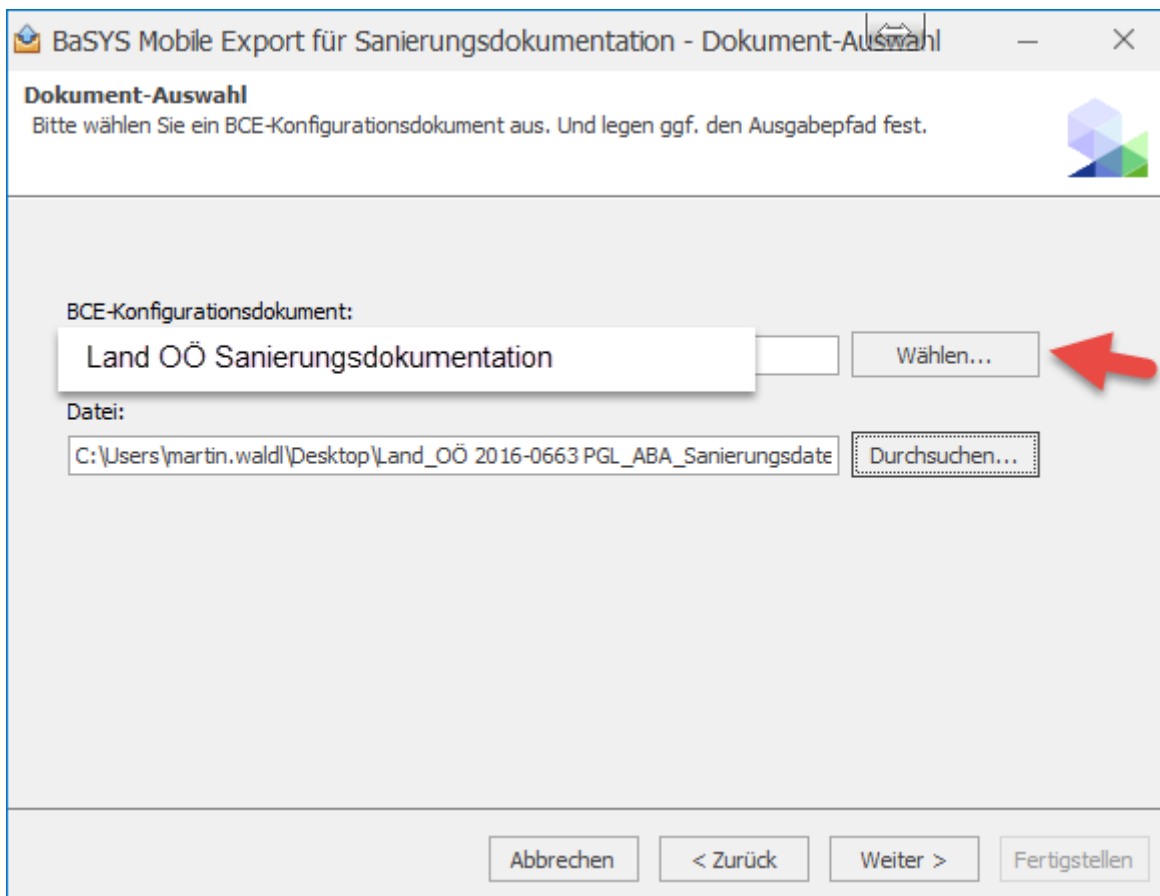 BaSYS Mobile Export für Sanierungsdokumentation - Dokument-Auswahl
Dokument-Auswahl
Bitte wählen Sie ein BCE-Konfigurationsdokument aus. Und legen ggf. den Ausgabepfad fest.
BCE-Konfigurationsdokument:
Land OÖ Sanierungsdokumentation
Wählen...
Datei:
C:\Users\martin.waldl\Desktop\Land_OÖ 2016-0663 PGL_ABA_Sanierungsdate
Durchsuchen...
Abbrechen
< Zurück
Weiter >
Fertigstellen